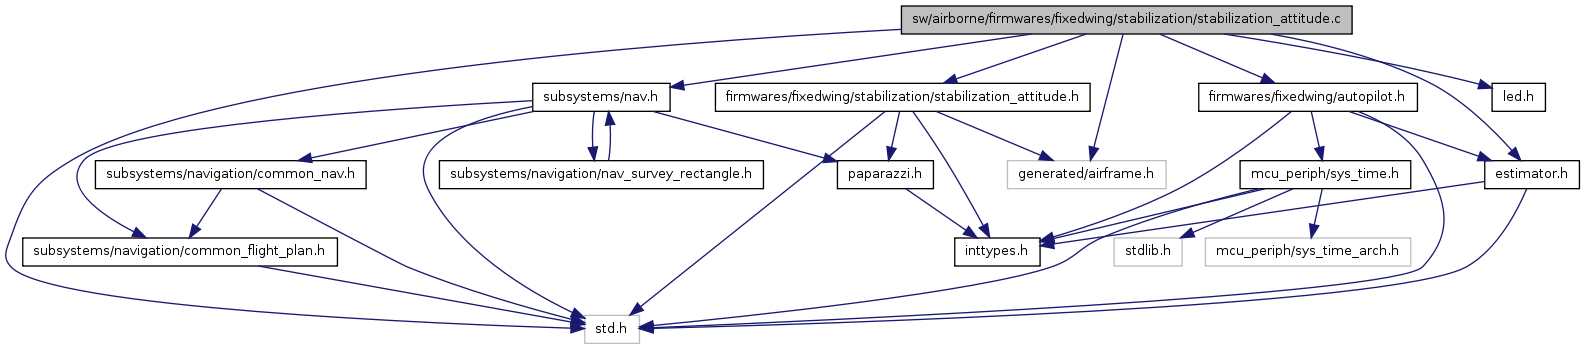 sw/airborne/firmwares/fixedwing/stabilization/stabilization_attitude.c
subsystems/nav.h
firmwares/fixedwing/stabilization/stabilization_attitude.h
firmwares/fixedwing/autopilot.h
led.h
subsystems/navigation/common_nav.h
subsystems/navigation/nav_survey_rectangle.h
paparazzi.h
generated/airframe.h
mcu_periph/sys_time.h
estimator.h
subsystems/navigation/common_flight_plan.h
inttypes.h
stdlib.h
mcu_periph/sys_time_arch.h
std.h